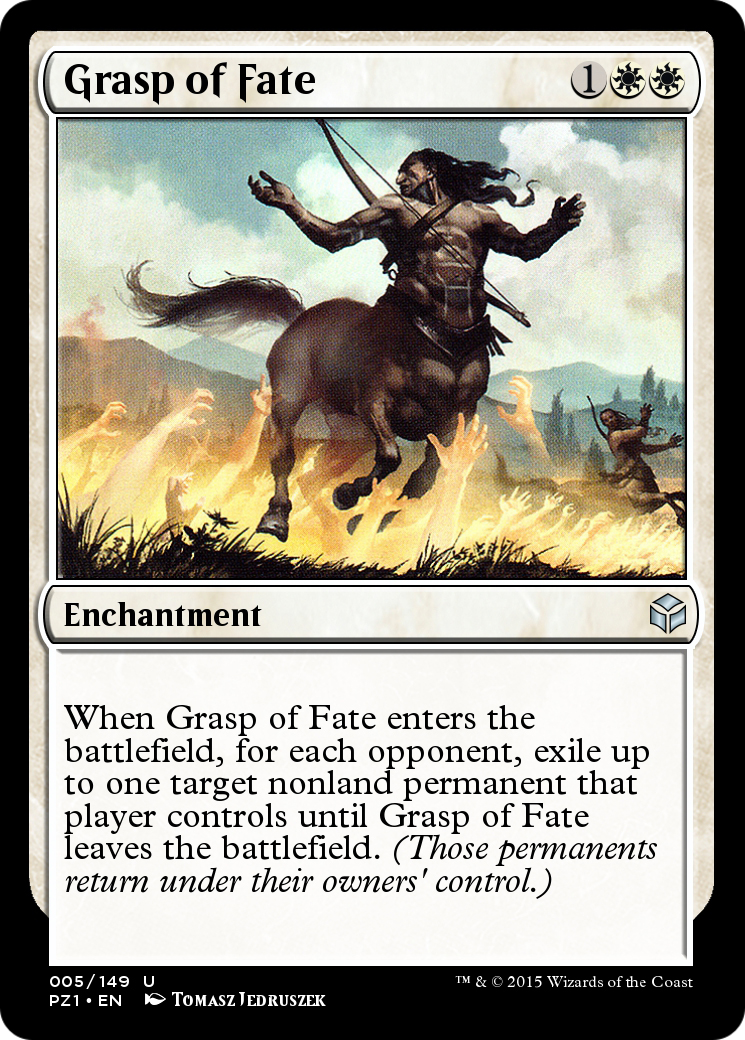 Grasp of Fate 1
Enchantment
When Grasp of Fate enters the
battlefield, for each opponent, exile up
to one target nonland permanent that
player controls until Grasp of Fate
leaves the battlefield. (Those permanents
return under their owners' control.)
005/149 U
PZ1 • EN Tomasz Jedruszek
™ & © 2015 Wizards of the Coast